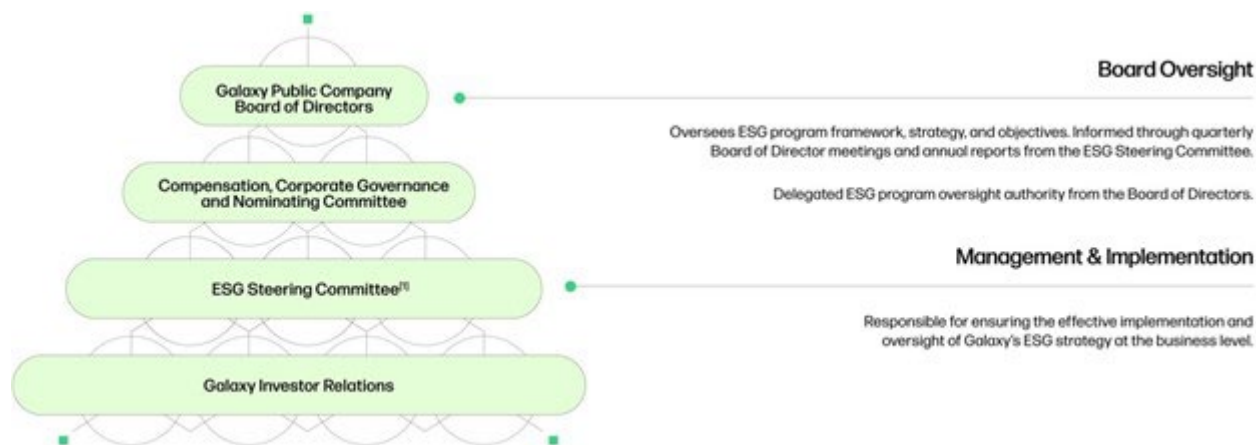 Galaxy Public Company
Board of Directors
Board Oversight
Oversees ESG program framework, strategy, and objectives. Informed through quarterly
Board of Director meetings and annual reports from the ESG Steering Committee.
Compensation, Corporate Governance
and Nominating Committee
Delegated ESG program oversight authority from the Board of Directors.
Management & Implementation
ESG Steering Committee[1]
Responsible for ensuring the effective implementation and
oversight of Galaxy's ESG strategy at the business level.
Galaxy Investor Relations